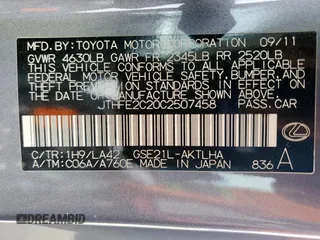 MFD.BY: TOYOTA MOTOR CORPORATION 09/11
GVWR 4630LB GAWR FR 2345LB RR 2520LB
THIS VEHICLE CONFORMS TO ALL APPLICABLE
FEDERAL MOTOR VEHICLE SAFETY, BUMPER, AND
THEFT PREVENTION STANDARDS IN EFFECT ON
THE DATE OF MANUFACTURE SHOWN ABOVE.
JTHFE2C20C2507458
C/TR: 1H9/LA42 GSE21L-AKTLHA
A/TM: C06A/A760E MADE IN JAPAN 836 A
DREAMBID